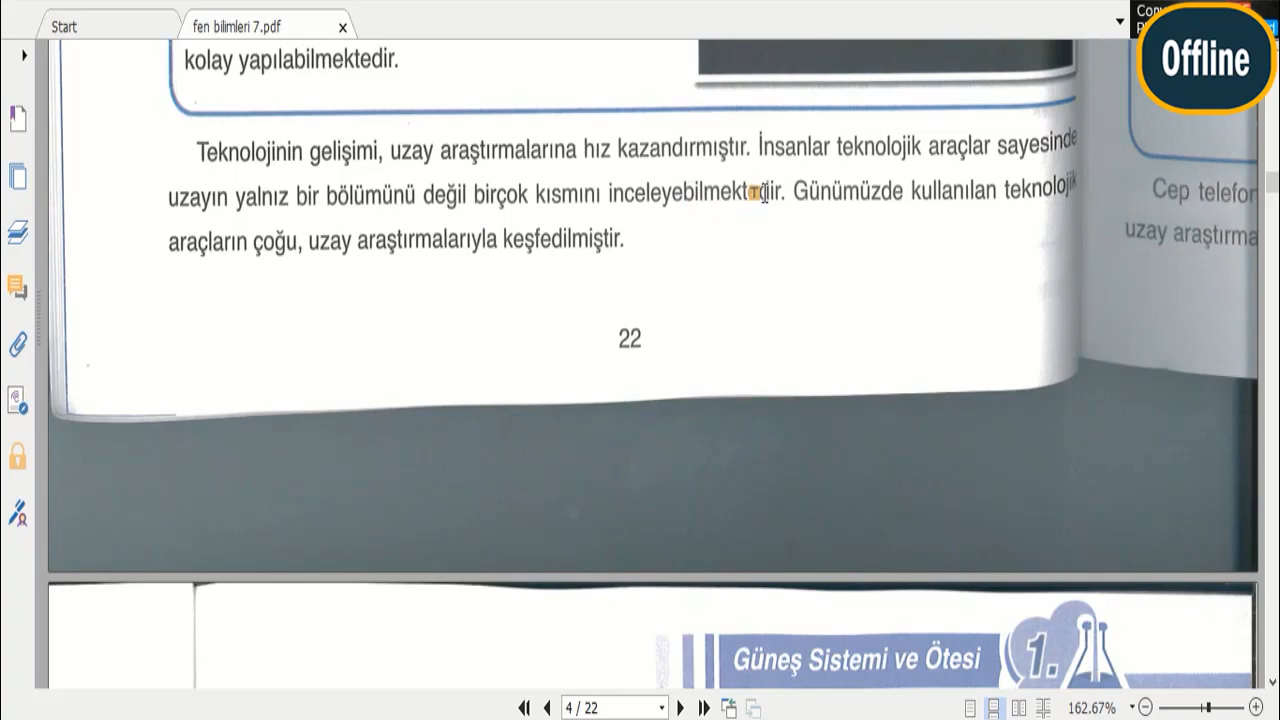 Start
fen bilimleri 7.pdf
Offline
kolay yapılabilmektedir.
Teknolojinin gelişimi, uzay araştırmalarına hız kazandırmıştır. İnsanlar teknolojik araçlar sayesinde
uzayın yalnız bir bölümünü değil birçok kısmını inceleyebilmektedir. Günümüzde kullanılan teknolojik
araçların çoğu, uzay araştırmalarıyla keşfedilmiştir.
22
Cep telefon
uzay araştırma
Güneş Sistemi ve Ötesi
1.
4 / 22
162.67%